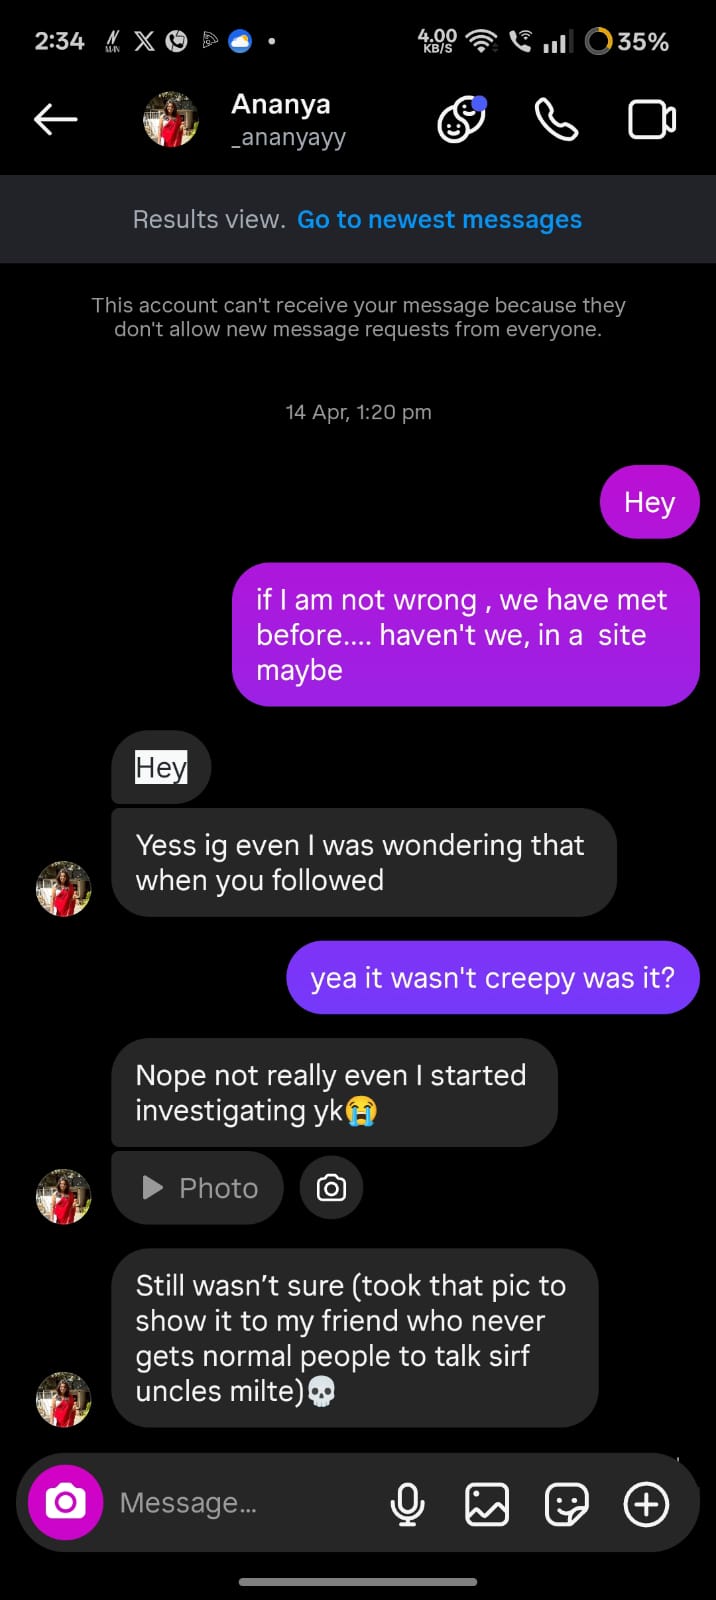 2:34
4.00
KB/S
35%
Ananya
_ananyayy
Results view. Go to newest messages
This account can't receive your message because they
don't allow new message requests from everyone.
14 Apr, 1:20 pm
Hey
if I am not wrong , we have met
before.... haven't we, in a  site
maybe
Hey
Yess ig even I was wondering that
when you followed
yea it wasn't creepy was it?
Nope not really even I started
investigating yk😭
Photo
Still wasn’t sure (took that pic to
show it to my friend who never
gets normal people to talk sirf
uncles milte)💀
Message...